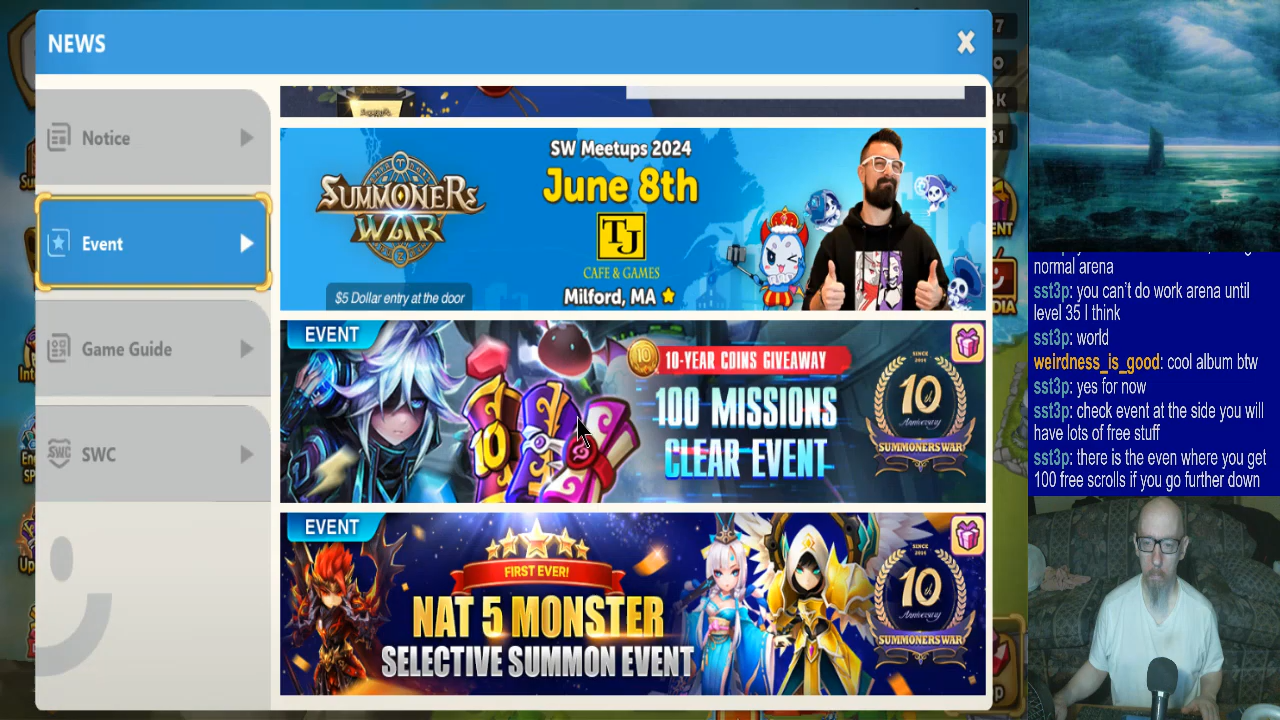 NEWS
X
Notice
Event
Game Guide
SWC
SUMMONERS
WAR
SW Meetups 2024
June 8th
TJ
CAFE & GAMES
$5 Dollar entry at the door
Milford, MA
EVENT
10
10-YEAR COINS GIVEAWAY
100 MISSIONS
CLEAR EVENT
10
SINCE
2014
10th
Anniversary
SUMMONERS WAR
EVENT
FIRST EVER!
NAT 5 MONSTER
SELECTIVE SUMMON EVENT
SINCE
2014
10th
Anniversary
SUMMONERS WAR
normal arena
sst3p: you can't do work arena until
level 35 I think
sst3p: world
weirdness_is_good: cool album btw
sst3p: yes for now
sst3p: check event at the side you will
have lots of free stuff
sst3p: there is the even where you get
100 free scrolls if you go further down